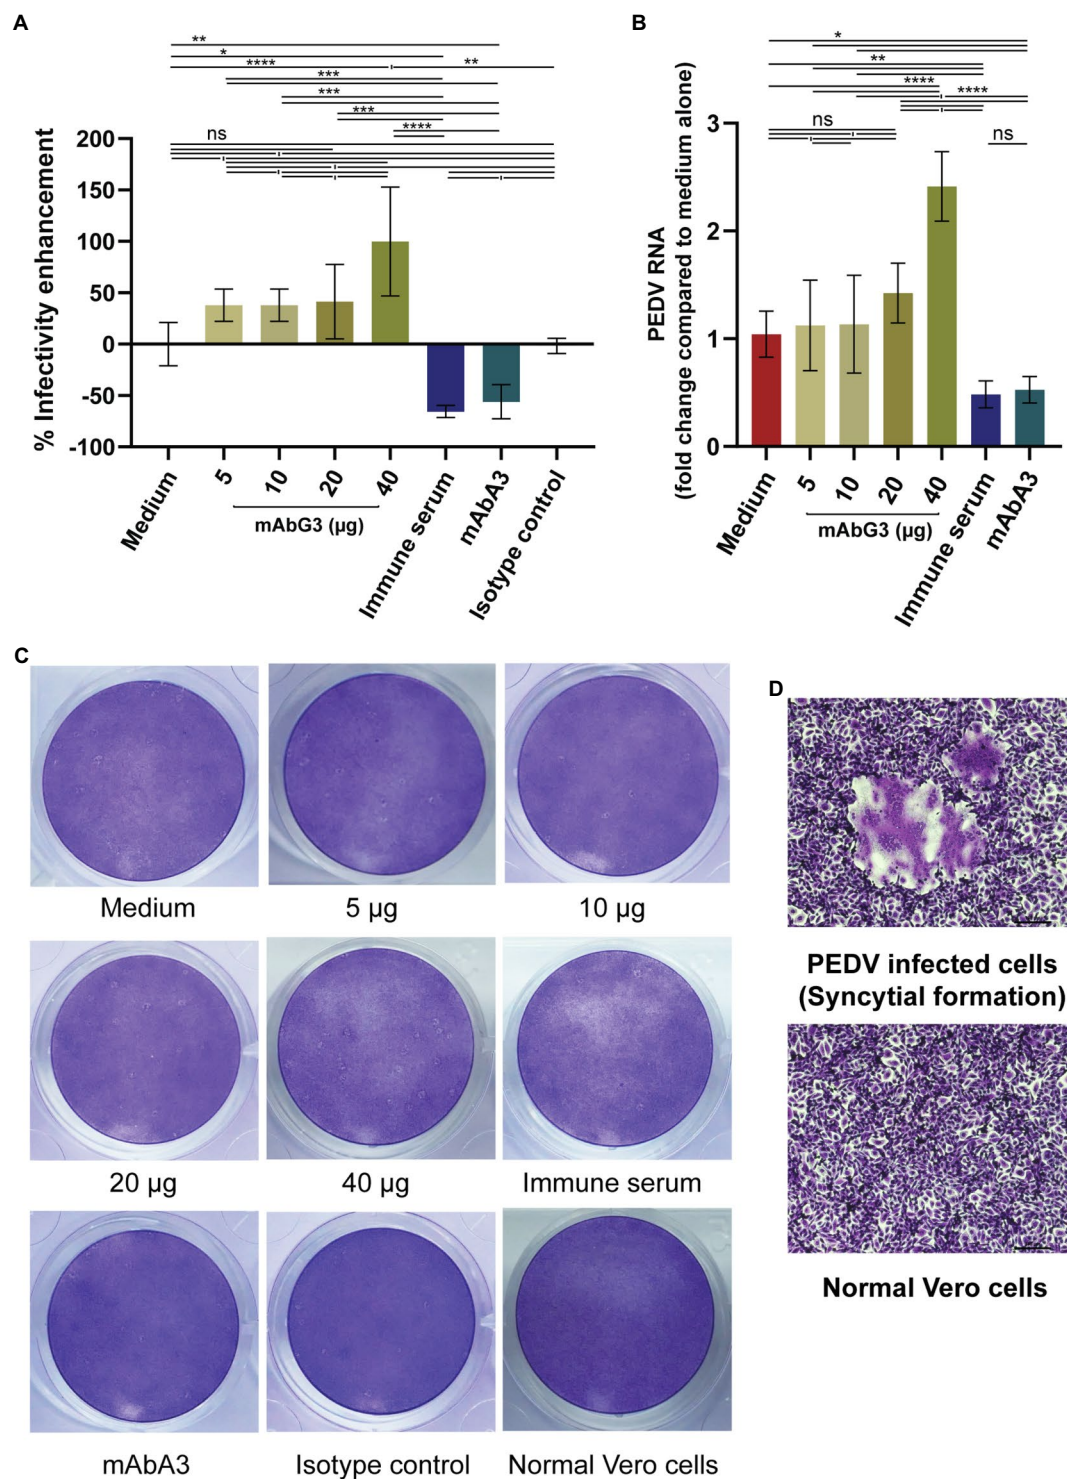 A
**
*
****
**
***
***
***
****
ns
% Infectivity enhancement
200
150
100
50
0
-50
-100
Medium
5
10
20
40
mAbG3 (µg)
Immune serum
mAbA3
Isotype control
B
*
**
****
****
ns
ns
PEDV RNA
(fold change compared to medium alone)
3
2
1
0
Medium
5
10
20
40
mAbG3 (µg)
Immune serum
mAbA3
C
Medium
5 µg
10 µg
20 µg
40 µg
Immune serum
mAbA3
Isotype control
Normal Vero cells
D
PEDV infected cells
(Syncytial formation)
Normal Vero cells